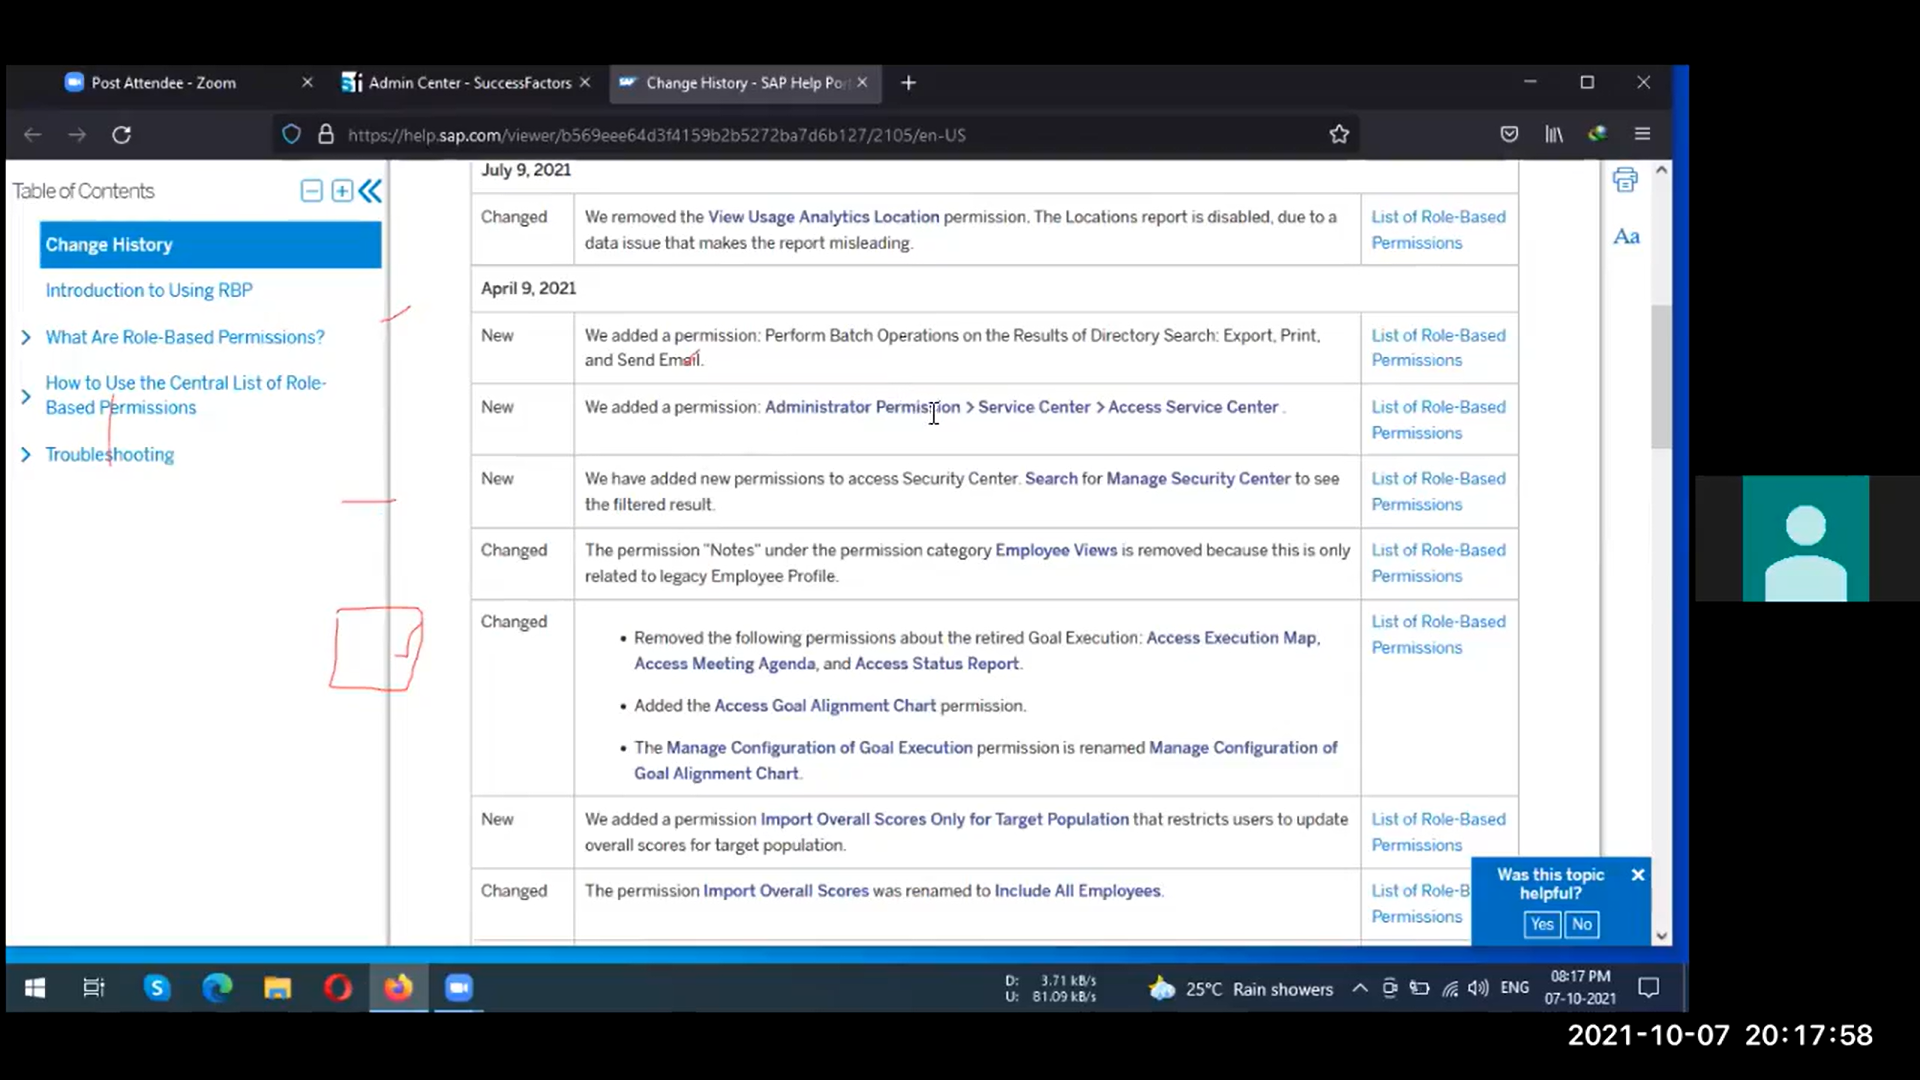 Post Attendee - Zoom
Admin Center - SuccessFactors
Change History - SAP Help Por
https://help.sap.com/viewer/b569eee64d3f4159b2b5272ba7d6b127/2105/en-US
Table of Contents
Change History
Introduction to Using RBP
What Are Role-Based Permissions?
How to Use the Central List of Role-
Based Permissions
Troubleshooting
July 9, 2021
Changed
We removed the View Usage Analytics Location permission. The Locations report is disabled, due to a
data issue that makes the report misleading.
List of Role-Based
Permissions
April 9, 2021
New
We added a permission: Perform Batch Operations on the Results of Directory Search: Export, Print,
and Send Email.
List of Role-Based
Permissions
New
We added a permission: Administrator Permission > Service Center > Access Service Center .
List of Role-Based
Permissions
New
We have added new permissions to access Security Center. Search for Manage Security Center to see
the filtered result.
List of Role-Based
Permissions
Changed
The permission "Notes" under the permission category Employee Views is removed because this is only
related to legacy Employee Profile.
List of Role-Based
Permissions
Changed
• Removed the following permissions about the retired Goal Execution: Access Execution Map,
Access Meeting Agenda, and Access Status Report.
• Added the Access Goal Alignment Chart permission.
• The Manage Configuration of Goal Execution permission is renamed Manage Configuration of
Goal Alignment Chart.
List of Role-Based
Permissions
New
We added a permission Import Overall Scores Only for Target Population that restricts users to update
overall scores for target population.
List of Role-Based
Permissions
Changed
The permission Import Overall Scores was renamed to Include All Employees.
List of Role-B
Permissions
Aa
Was this topic
helpful?
Yes No
D: 3.71 kB/s
U: 81.09 kB/s
25°C Rain showers
ENG
08:17 PM
07-10-2021
2021-10-07 20:17:58